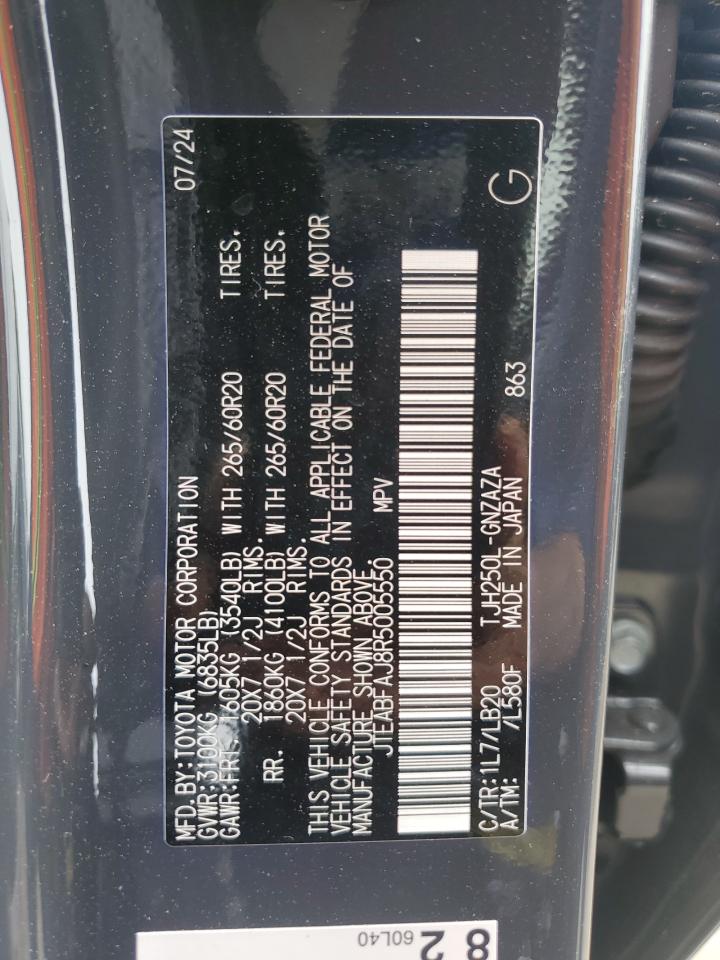 MFD.BY:TOYOTA MOTOR CORPORATION 07/24
GVWR:3100KG (6835LB)
GAWR:FRT. 1605KG (3540LB) WITH 265/60R20 TIRES.
20X7 1/2J RIMS.
RR. 1860KG (4100LB) WITH 265/60R20 TIRES.
20X7 1/2J RIMS.
THIS VEHICLE CONFORMS TO ALL APPLICABLE FEDERAL MOTOR
VEHICLE SAFETY STANDARDS IN EFFECT ON THE DATE OF
MANUFACTURE SHOWN ABOVE.
JTEABFAJ8R5005550 MPV
C/TR:1L7/LB20 TJH250L-GNZAZA
A/TM: /L580F MADE IN JAPAN 863
G
82
60L40